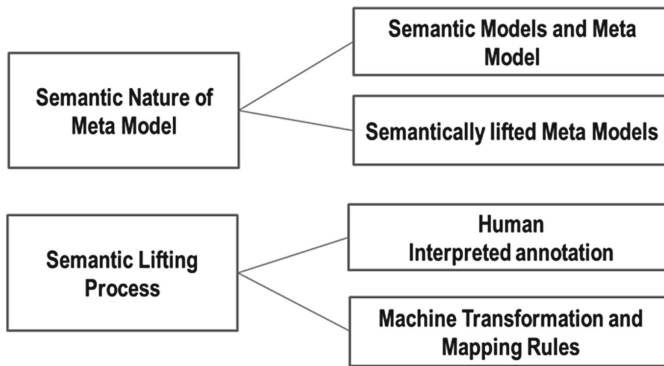 Semantic Nature of
Meta Model
Semantic Models and Meta
Model
Semantically lifted Meta Models
Semantic Lifting
Process
Human
Interpreted annotation
Machine Transformation and
Mapping Rules